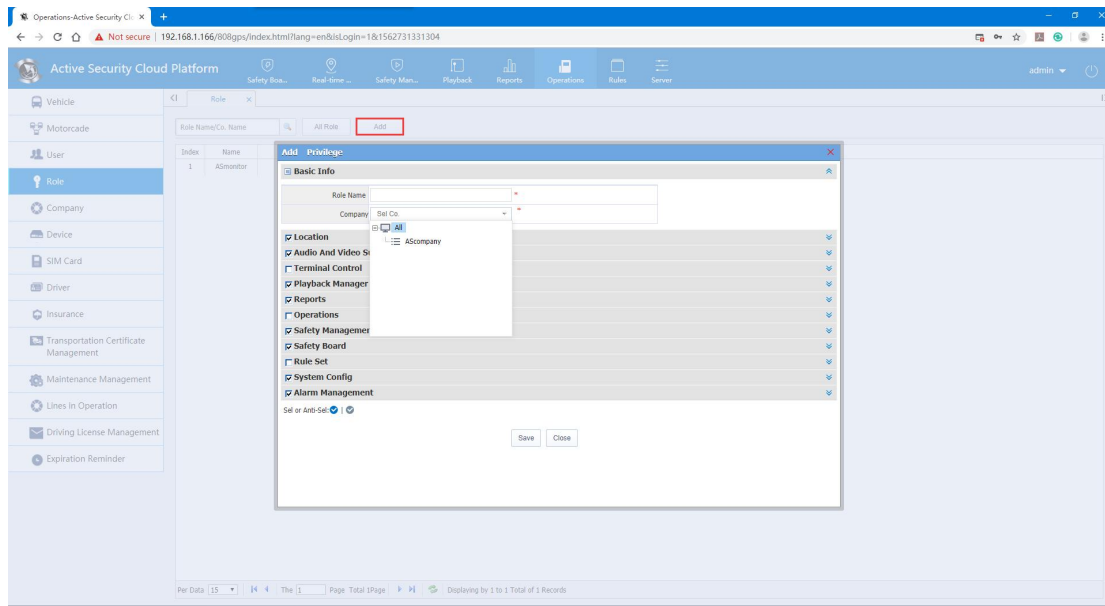 Operations-Active Security Clo
Not secure | 192.168.1.166/808gps/index.html?lang=en&isLogin=1&1562731331304
Active Security Cloud Platform
Safety Boa... Real-time ... Safety Man... Playback Reports Operations Rules Server
admin
Vehicle
Motorcade
User
Role
Company
Device
SIM Card
Driver
Insurance
Transportation Certificate
Management
Maintenance Management
Lines in Operation
Driving License Management
Expiration Reminder
Role
Role Name/Co. Name All Role Add
Index Name
1 ASmonitor
Add Privilege
Basic Info
Role Name *
Company Sel Co. *
All
AScompany
Location
Audio And Video S
Terminal Control
Playback Manager
Reports
Operations
Safety Managemen
Safety Board
Rule Set
System Config
Alarm Management
Sel or Anti-Sel: |
Save Close
Per Data 15 The 1 Page Total 1Page Displaying by 1 to 1 Total of 1 Records